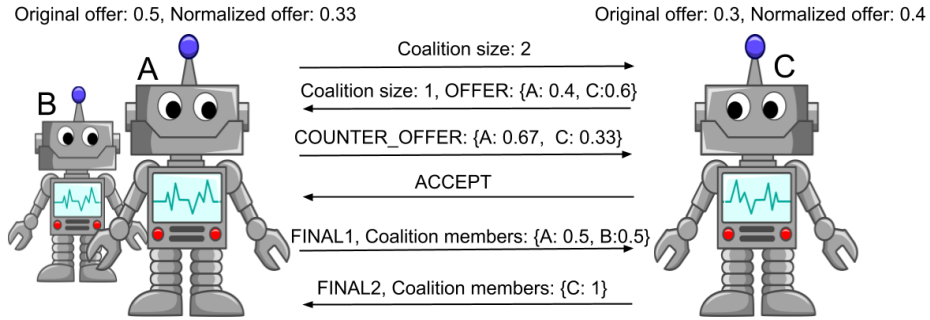 Original offer: 0.5, Normalized offer: 0.33
Original offer: 0.3, Normalized offer: 0.4
A
B
C
Coalition size: 2
Coalition size: 1, OFFER: {A: 0.4, C:0.6}
COUNTER_OFFER: {A: 0.67, C: 0.33}
ACCEPT
FINAL1, Coalition members: {A: 0.5, B:0.5}
FINAL2, Coalition members: {C: 1}